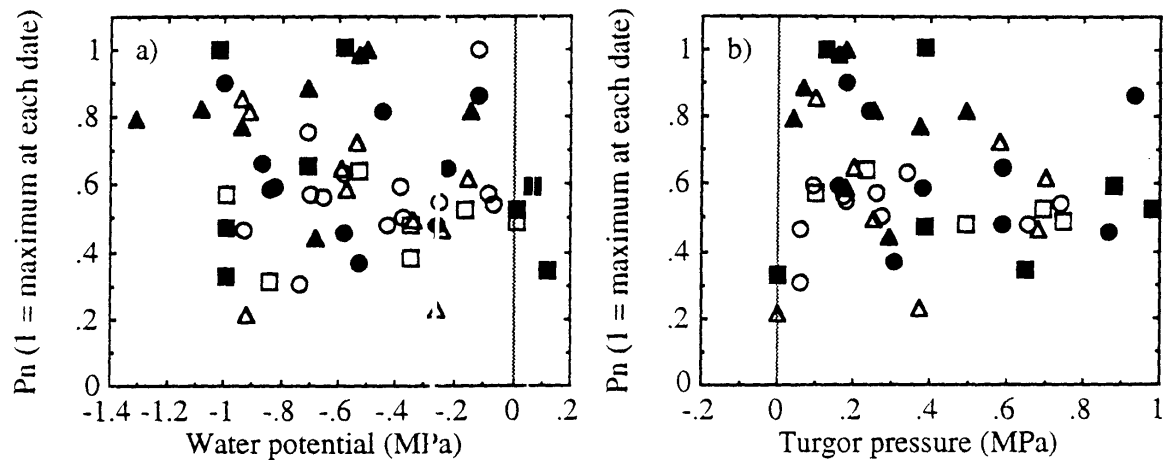 a)
Pn (1 = maximum at each date)
1
.8
.6
.4
.2
0
-1.4 -1.2 -1 -.8 -.6 -.4 -.2 0 .2
Water potential (MPa)
b)
Pn (1 = maximum at each date)
1
.8
.6
.4
.2
0
-.2 0 .2 .4 .6 .8 1
Turgor pressure (MPa)